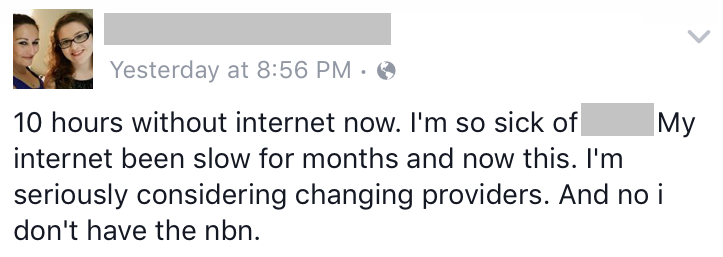 Yesterday at 8:56 PM ·
10 hours without internet now. I'm so sick of My
internet been slow for months and now this. I'm
seriously considering changing providers. And no i
don't have the nbn.